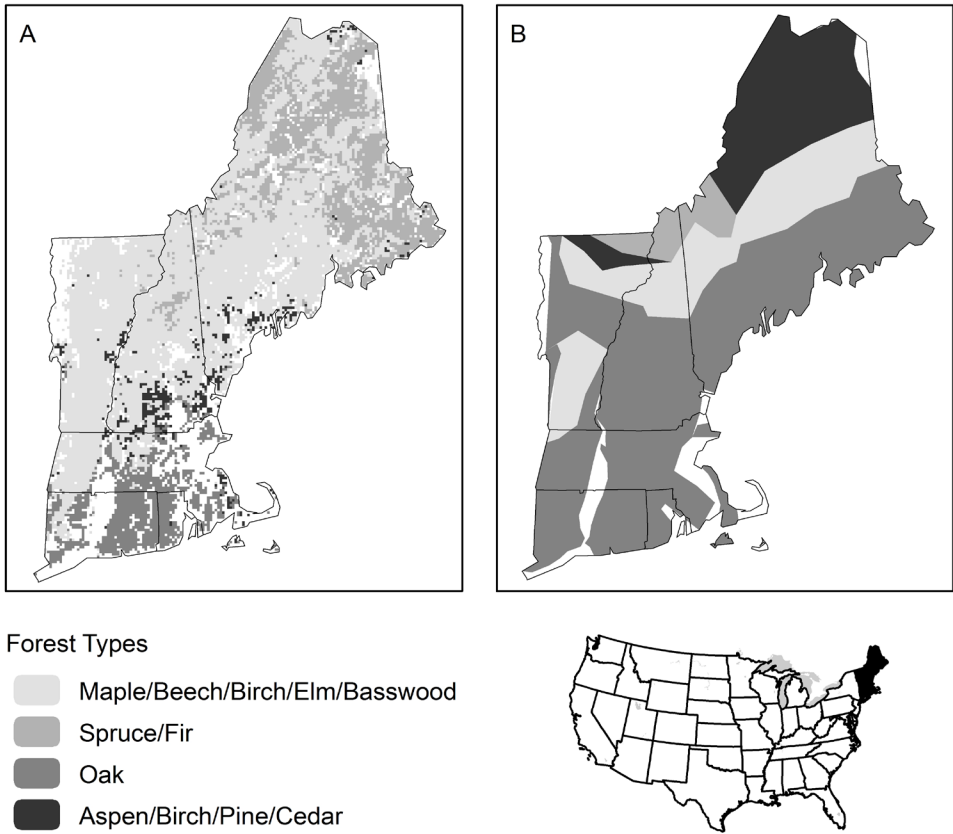 A
B
Forest Types
Maple/Beech/Birch/Elm/Basswood
Spruce/Fir
Oak
Aspen/Birch/Pine/Cedar